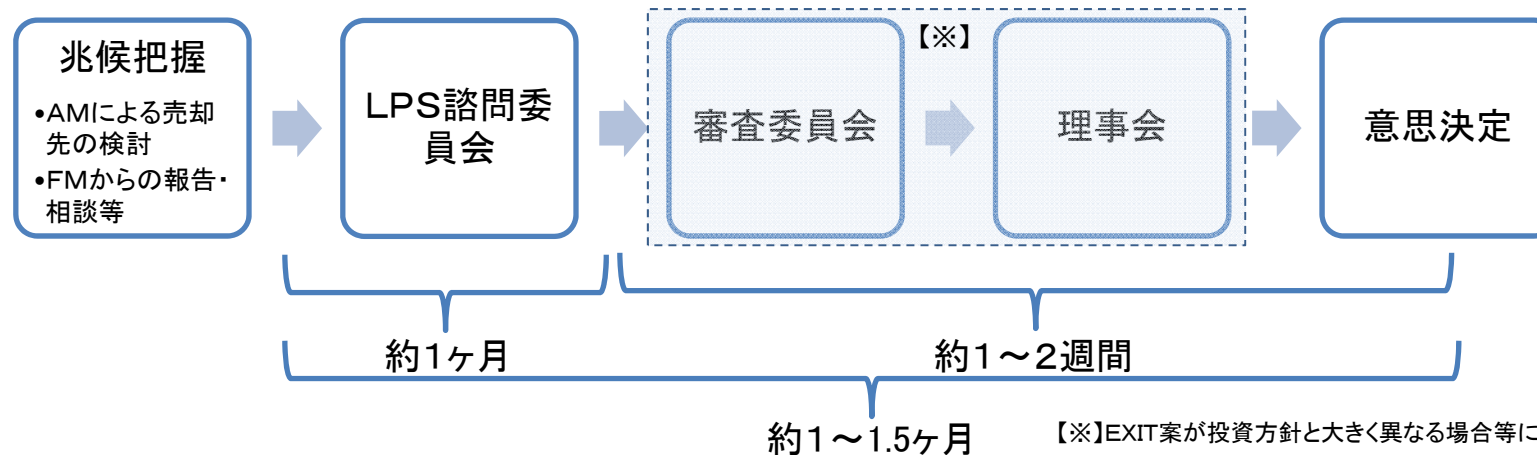 兆候把握
•AMによる売却
先の検討
•FMからの報告・
相談等
LPS諮問委
員会
【※】
審査委員会
理事会
意思決定
約1ヶ月
約1～2週間
約1～1.5ヶ月
【※】EXIT案が投資方針と大きく異なる場合等に